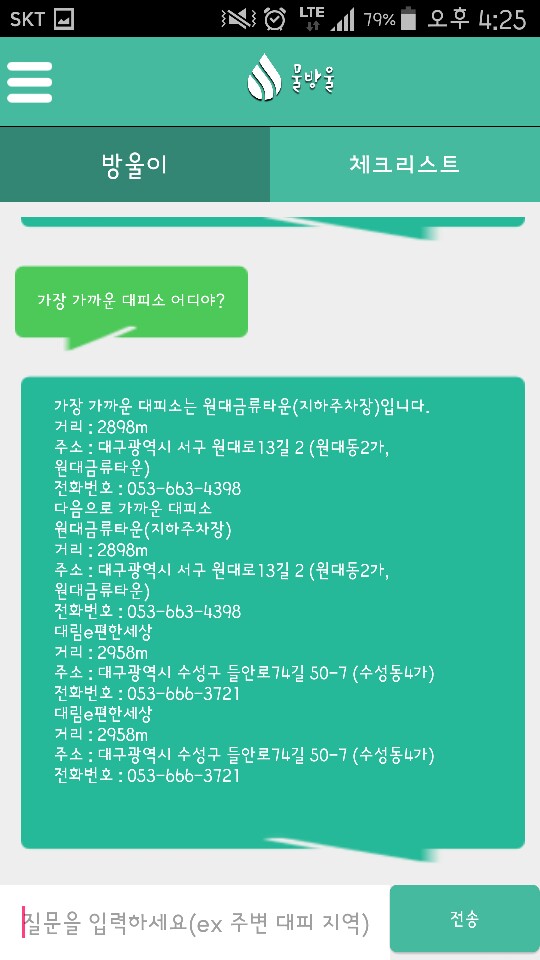 SKT LTE 79% 오후 4:25
물방울
방울이 체크리스트
가장 가까운 대피소 어디야?
가장 가까운 대피소는 원대금류타운(지하주차장)입니다.
거리 : 2898m
주소 : 대구광역시 서구 원대로13길 2 (원대동2가,
원대금류타운)
전화번호 : 053-663-4398
다음으로 가까운 대피소
원대금류타운(지하주차장)
거리 : 2898m
주소 : 대구광역시 서구 원대로13길 2 (원대동2가,
원대금류타운)
전화번호 : 053-663-4398
대림e편한세상
거리 : 2958m
주소 : 대구광역시 수성구 들안로74길 50-7 (수성동4가)
전화번호 : 053-666-3721
대림e편한세상
거리 : 2958m
주소 : 대구광역시 수성구 들안로74길 50-7 (수성동4가)
전화번호 : 053-666-3721
질문을 입력하세요(ex 주변 대피 지역) 전송